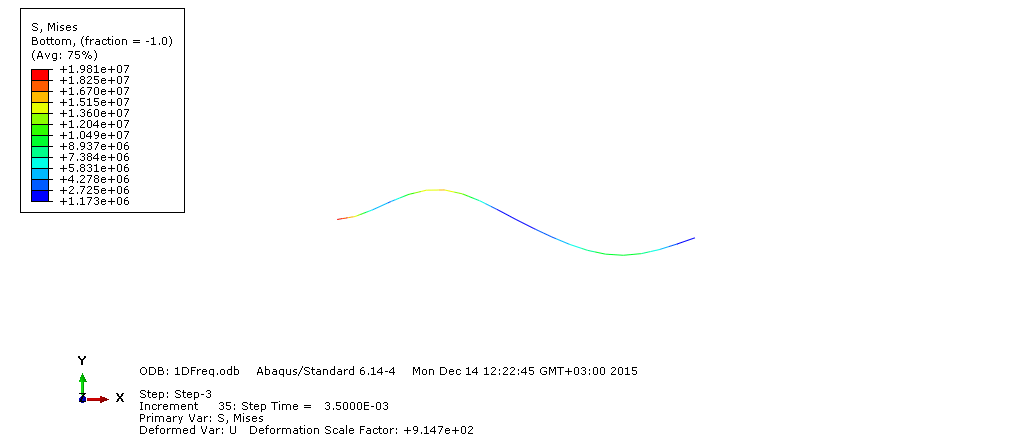 S, Mises
Bottom, (fraction = -1.0)
(Avg: 75%)
+1.981e+07
+1.825e+07
+1.670e+07
+1.515e+07
+1.360e+07
+1.204e+07
+1.049e+07
+8.937e+06
+7.384e+06
+5.831e+06
+4.278e+06
+2.725e+06
+1.173e+06
Y
X
ODB: 1DFreq.odb    Abaqus/Standard 6.14-4    Mon Dec 14 12:22:45 GMT+03:00 2015
Step: Step-3
Increment     35: Step Time =   3.5000E-03
Primary Var: S, Mises
Deformed Var: U   Deformation Scale Factor: +9.147e+02